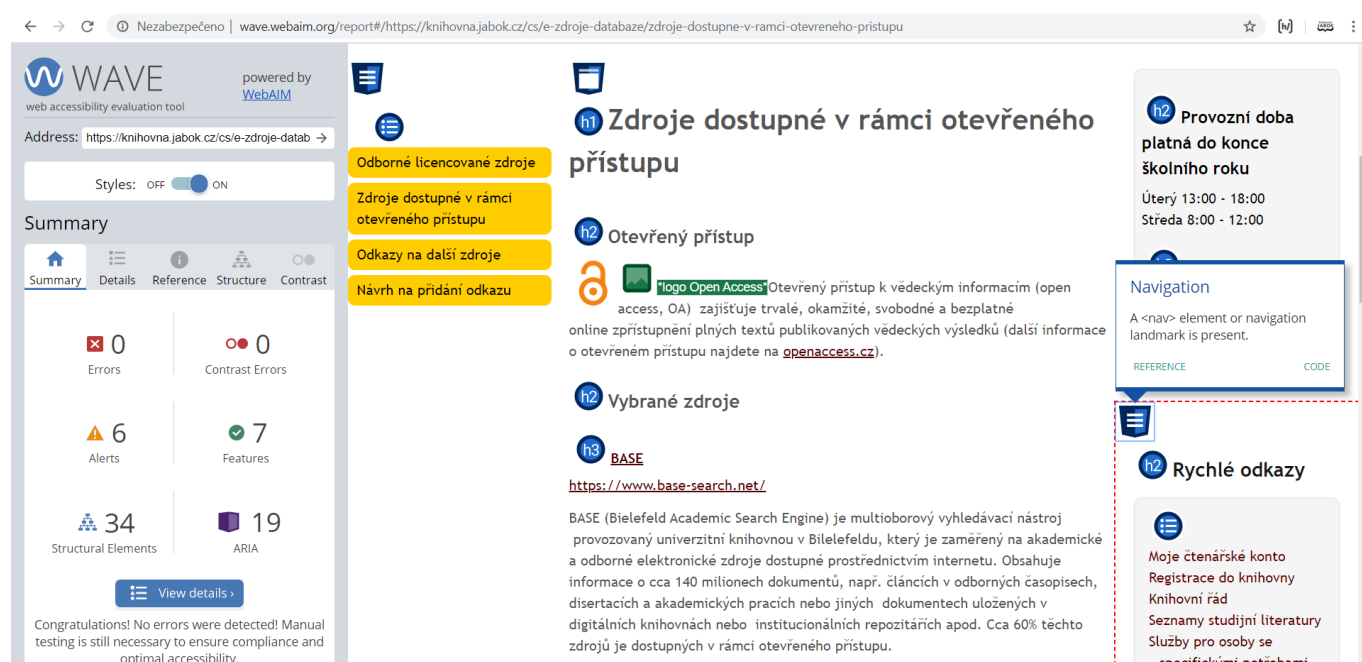 Nezabezpečeno | wave.webaim.org/report#/https://knihovna.jabok.cz/cs/e-zdroje-databaze/zdroje-dostupne-v-ramci-otevreneho-pristupu
WAVE
web accessibility evaluation tool
powered by
WebAIM
Address: https://knihovna.jabok.cz/cs/e-zdroje-datab
Styles: OFF ON
Summary
Summary Details Reference Structure Contrast
0
Errors
0
Contrast Errors
6
Alerts
7
Features
34
Structural Elements
19
ARIA
View details ›
Congratulations! No errors were detected! Manual
testing is still necessary to ensure compliance and
optimal accessibility.
Odborné licencované zdroje
Zdroje dostupné v rámci
otevřeného přístupu
Odkazy na další zdroje
Návrh na přidání odkazu
h1 Zdroje dostupné v rámci otevřeného
přístupu
h2 Otevřený přístup
*logo Open Access*Otevřený přístup k vědeckým informacím (open
access, OA) zajišťuje trvalé, okamžité, svobodné a bezplatné
online zpřístupnění plných textů publikovaných vědeckých výsledků (další informace
o otevřeném přístupu najdete na openaccess.cz).
h2 Vybrané zdroje
h3 BASE
https://www.base-search.net/
BASE (Bielefeld Academic Search Engine) je multioborový vyhledávací nástroj
provozovaný univerzitní knihovnou v Bilelefeldu, který je zaměřený na akademické
a odborné elektronické zdroje dostupné prostřednictvím internetu. Obsahuje
informace o cca 140 milionech dokumentů, např. článcích v odborných časopisech,
disertacích a akademických pracích nebo jiných dokumentech uložených v
digitálních knihovnách nebo institucionálních repozitářích apod. Cca 60% těchto
zdrojů je dostupných v rámci otevřeného přístupu.
h2 Provozní doba
platná do konce
školního roku
Úterý 13:00 - 18:00
Středa 8:00 - 12:00
Navigation
A <nav> element or navigation
landmark is present.
REFERENCE CODE
h2 Rychlé odkazy
Moje čtenářské konto
Registrace do knihovny
Knihovní řád
Seznamy studijní literatury
Služby pro osoby se
specifickými potřebami